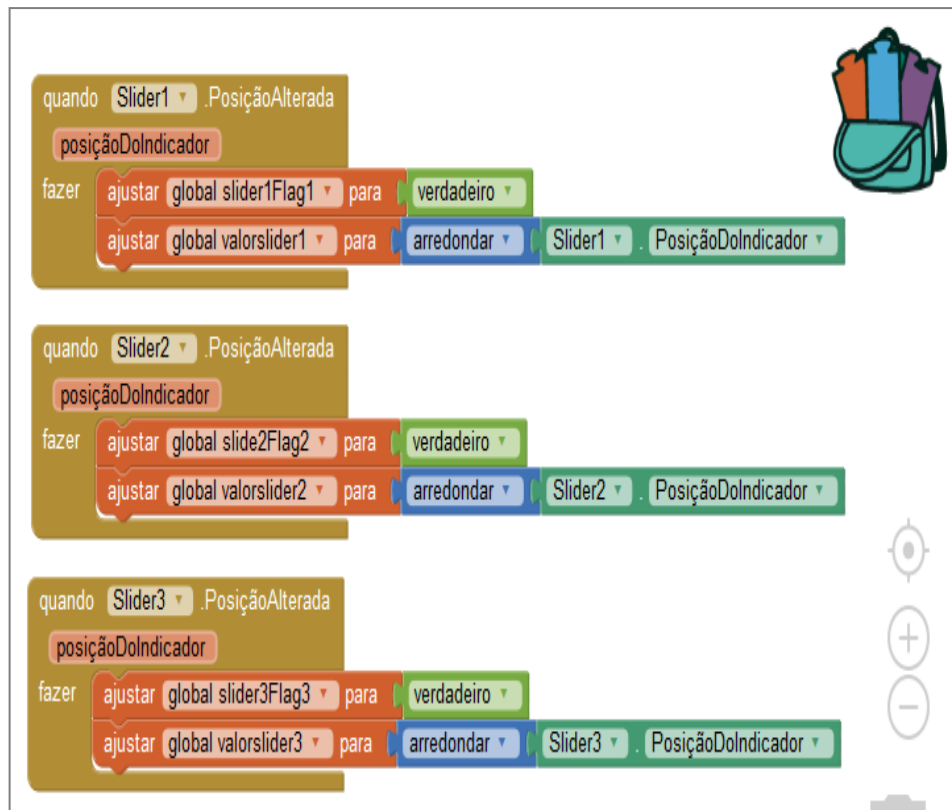 quando Slider1 .PosiçãoAlterada
posiçãoDoIndicador
fazer ajustar global slider1Flag1 para verdadeiro
ajustar global valorslider1 para arredondar Slider1 . PosiçãoDoIndicador
quando Slider2 .PosiçãoAlterada
posiçãoDoIndicador
fazer ajustar global slide2Flag2 para verdadeiro
ajustar global valorslider2 para arredondar Slider2 . PosiçãoDoIndicador
quando Slider3 .PosiçãoAlterada
posiçãoDoIndicador
fazer ajustar global slider3Flag3 para verdadeiro
ajustar global valorslider3 para arredondar Slider3 . PosiçãoDoIndicador